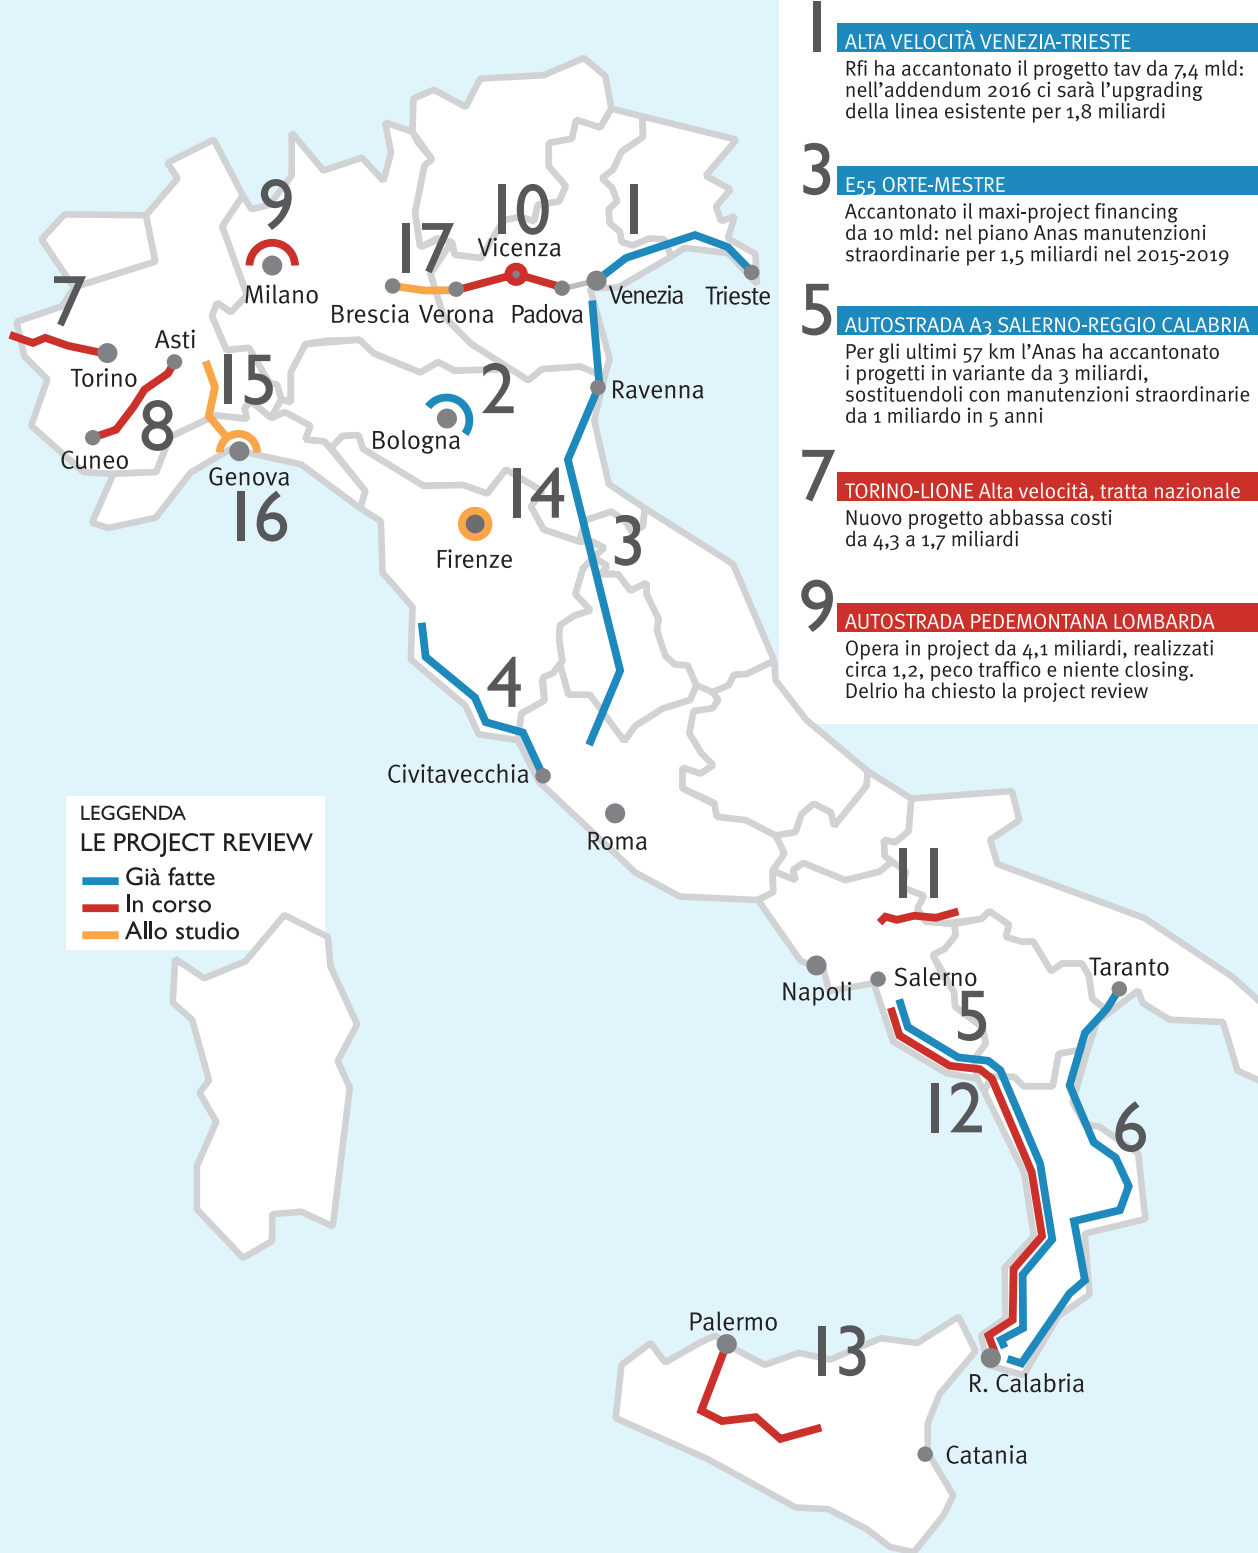 1
ALTA VELOCITÀ VENEZIA-TRIESTE
Rfi ha accantonato il progetto tav da 7,4 mld:
nell'addendum 2016 ci sarà l'upgrading
della linea esistente per 1,8 miliardi
3
E55 ORTE-MESTRE
Accantonato il maxi-project financing
da 10 mld: nel piano Anas manutenzioni
straordinarie per 1,5 miliardi nel 2015-2019
5
AUTOSTRADA A3 SALERNO-REGGIO CALABRIA
Per gli ultimi 57 km l'Anas ha accantonato
i progetti in variante da 3 miliardi,
sostituendoli con manutenzioni straordinarie
da 1 miliardo in 5 anni
7
TORINO-LIONE Alta velocità, tratta nazionale
Nuovo progetto abbassa costi
da 4,3 a 1,7 miliardi
9
AUTOSTRADA PEDEMONTANA LOMBARDA
Opera in project da 4,1 miliardi, realizzati
circa 1,2, peco traffico e niente closing.
Delrio ha chiesto la project review
9
Milano
10
Vicenza
1
17
Brescia
Verona
Padova
Venezia
Trieste
7
Torino
Asti
8
Cuneo
15
Genova
16
2
Bologna
Ravenna
14
Firenze
3
4
Civitavecchia
Roma
LEGGENDA
LE PROJECT REVIEW
Già fatte
In corso
Allo studio
11
Napoli
Salerno
Taranto
5
12
6
Palermo
13
R. Calabria
Catania